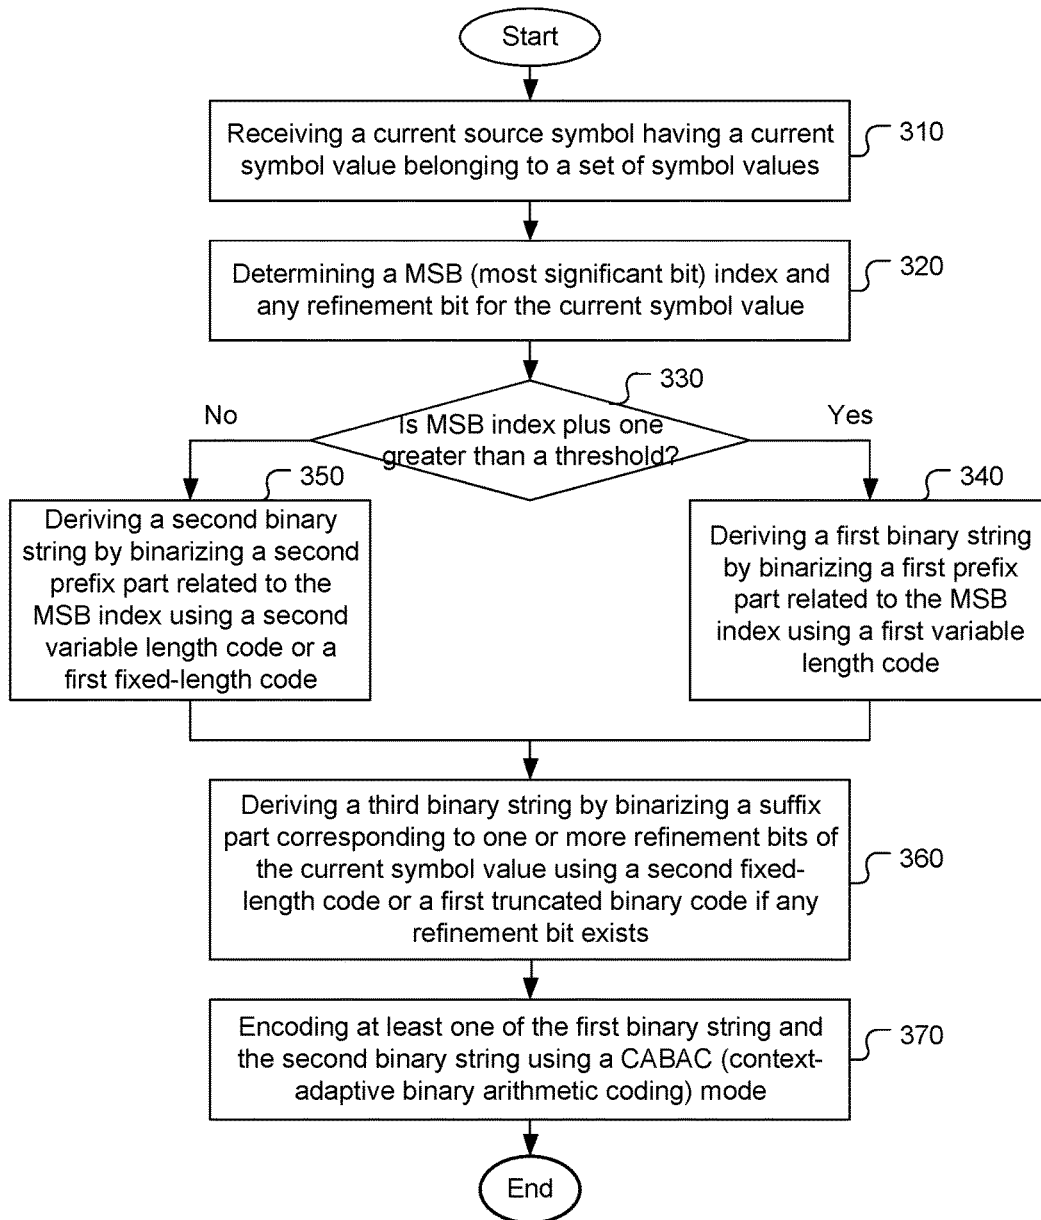 Start
Receiving a current source symbol having a current
symbol value belonging to a set of symbol values
310
Determining a MSB (most significant bit) index and
any refinement bit for the current symbol value
320
330
No
Yes
Is MSB index plus one
greater than a threshold?
350
340
Deriving a second binary
string by binarizing a second
prefix part related to the
MSB index using a second
variable length code or a
first fixed-length code
Deriving a first binary string
by binarizing a first prefix
part related to the MSB
index using a first variable
length code
Deriving a third binary string by binarizing a suffix
part corresponding to one or more refinement bits of
the current symbol value using a second fixed-
length code or a first truncated binary code if any
refinement bit exists
360
Encoding at least one of the first binary string and
the second binary string using a CABAC (context-
adaptive binary arithmetic coding) mode
370
End